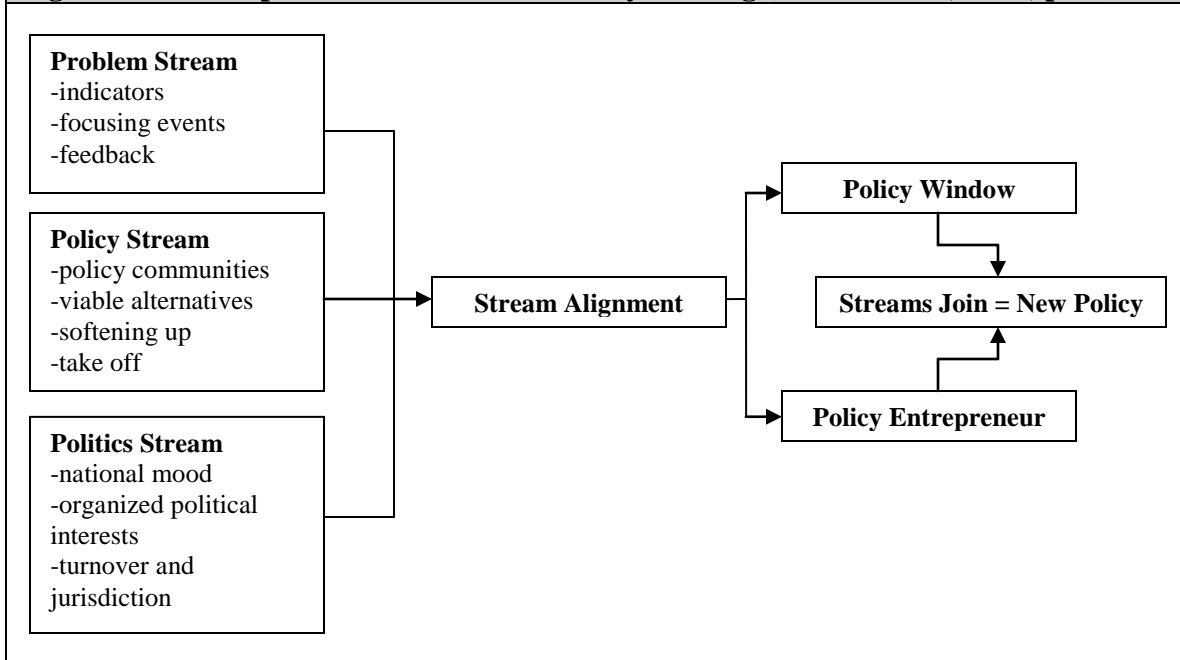 Problem Stream
-indicators
-focusing events
-feedback
Policy Stream
-policy communities
-viable alternatives
-softening up
-take off
Politics Stream
-national mood
-organized political
interests
-turnover and
jurisdiction
Stream Alignment
Policy Window
Streams Join = New Policy
Policy Entrepreneur